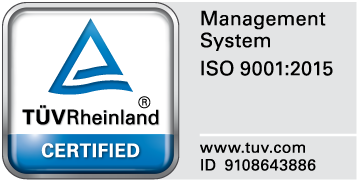 TÜVRheinland®
CERTIFIED
Management
System
ISO 9001:2015
www.tuv.com
ID 9108643886